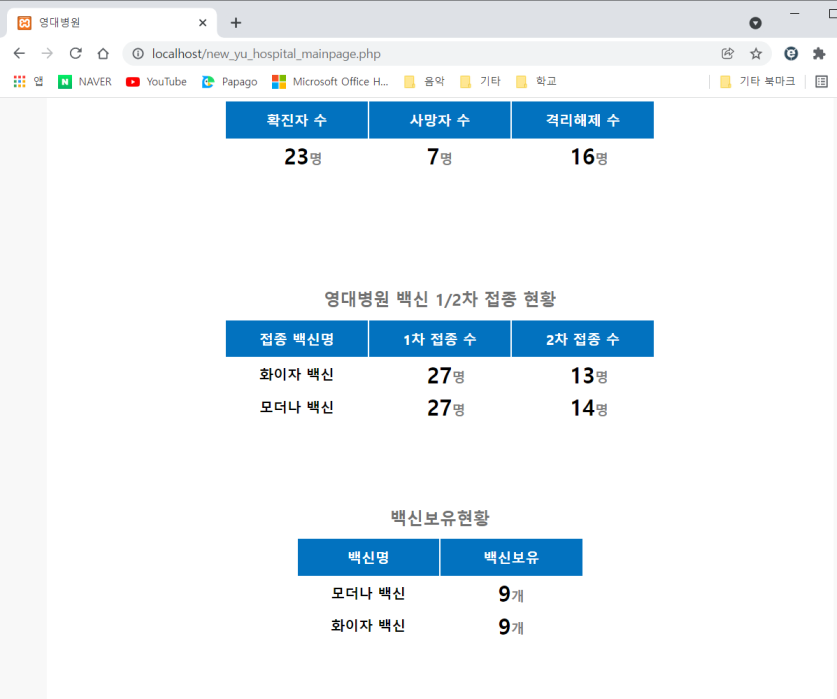 영대병원
localhost/new_yu_hospital_mainpage.php
앱 NAVER YouTube Papago Microsoft Office H... 음악 기타 학교 기타 북마크
확진자 수 사망자 수 격리해제 수
23명 7명 16명
영대병원 백신 1/2차 접종 현황
접종 백신명 1차 접종 수 2차 접종 수
화이자 백신 27명 13명
모더나 백신 27명 14명
백신보유현황
백신명 백신보유
모더나 백신 9개
화이자 백신 9개